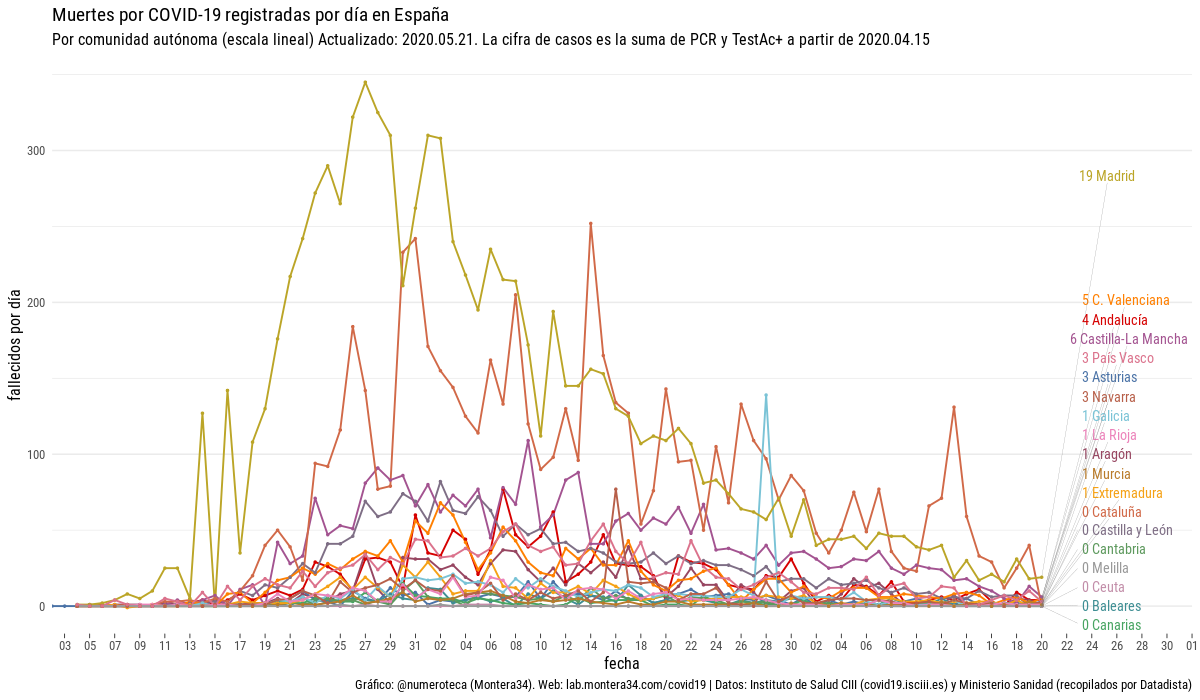 Muertes por COVID-19 registradas por día en España
Por comunidad autónoma (escala lineal) Actualizado: 2020.05.21. La cifra de casos es la suma de PCR y TestAc+ a partir de 2020.04.15
fallecidos por día
300
200
100
0
19 Madrid
5 C. Valenciana
4 Andalucía
6 Castilla-La Mancha
3 País Vasco
3 Asturias
3 Navarra
1 Galicia
1 La Rioja
1 Aragón
1 Murcia
1 Extremadura
0 Cataluña
0 Castilla y León
0 Cantabria
0 Melilla
0 Ceuta
0 Baleares
0 Canarias
03 05 07 09 11 13 15 17 19 21 23 25 27 29 31 02 04 06 08 10 12 14 16 18 20 22 24 26 28 30 02 04 06 08 10 12 14 16 18 20 22 24 26 28 30 01
fecha
Gráfico: @numeroteca (Montera34). Web: lab.montera34.com/covid19 | Datos: Instituto de Salud CIII (covid19.isciii.es) y Ministerio Sanidad (recopilados por Datadista)